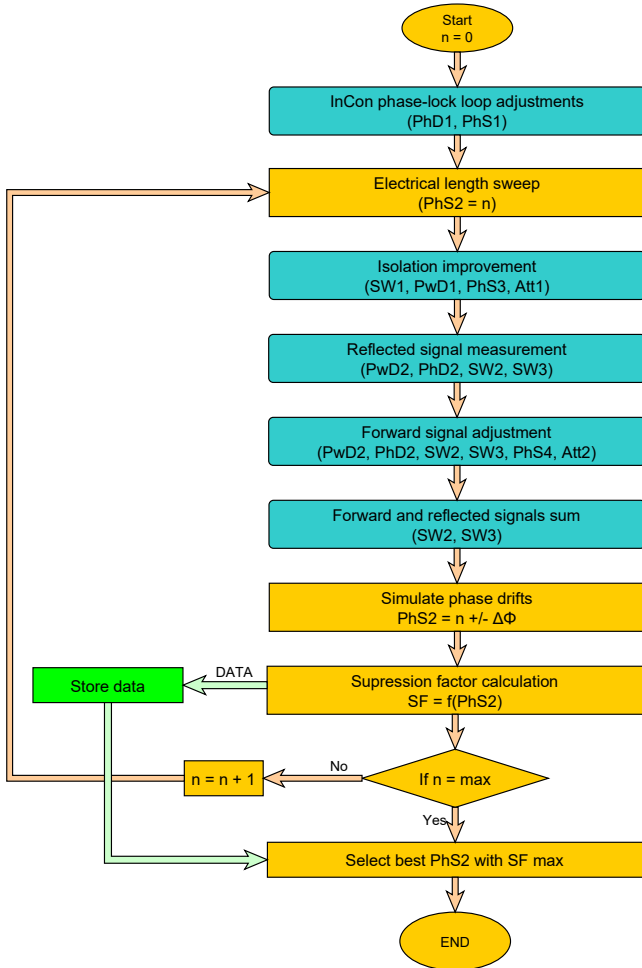 Start
n = 0
InCon phase-lock loop adjustments
(PhD1, PhS1)
Electrical length sweep
(PhS2 = n)
Isolation improvement
(SW1, PwD1, PhS3, Att1)
Reflected signal measurement
(PwD2, PhD2, SW2, SW3)
Forward signal adjustment
(PwD2, PhD2, SW2, SW3, PhS4, Att2)
Forward and reflected signals sum
(SW2, SW3)
Simulate phase drifts
PhS2 = n +/- ΔΦ
DATA
Store data
Supression factor calculation
SF = f(PhS2)
No
n = n + 1
If n = max
Yes
Select best PhS2 with SF max
END